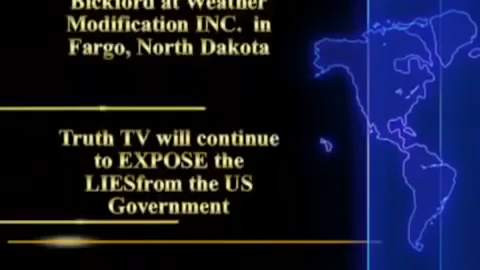 Bickford at Weather
Modification INC. in
Fargo, North Dakota
Truth TV will continue
to EXPOSE the
LIESfrom the US
Government